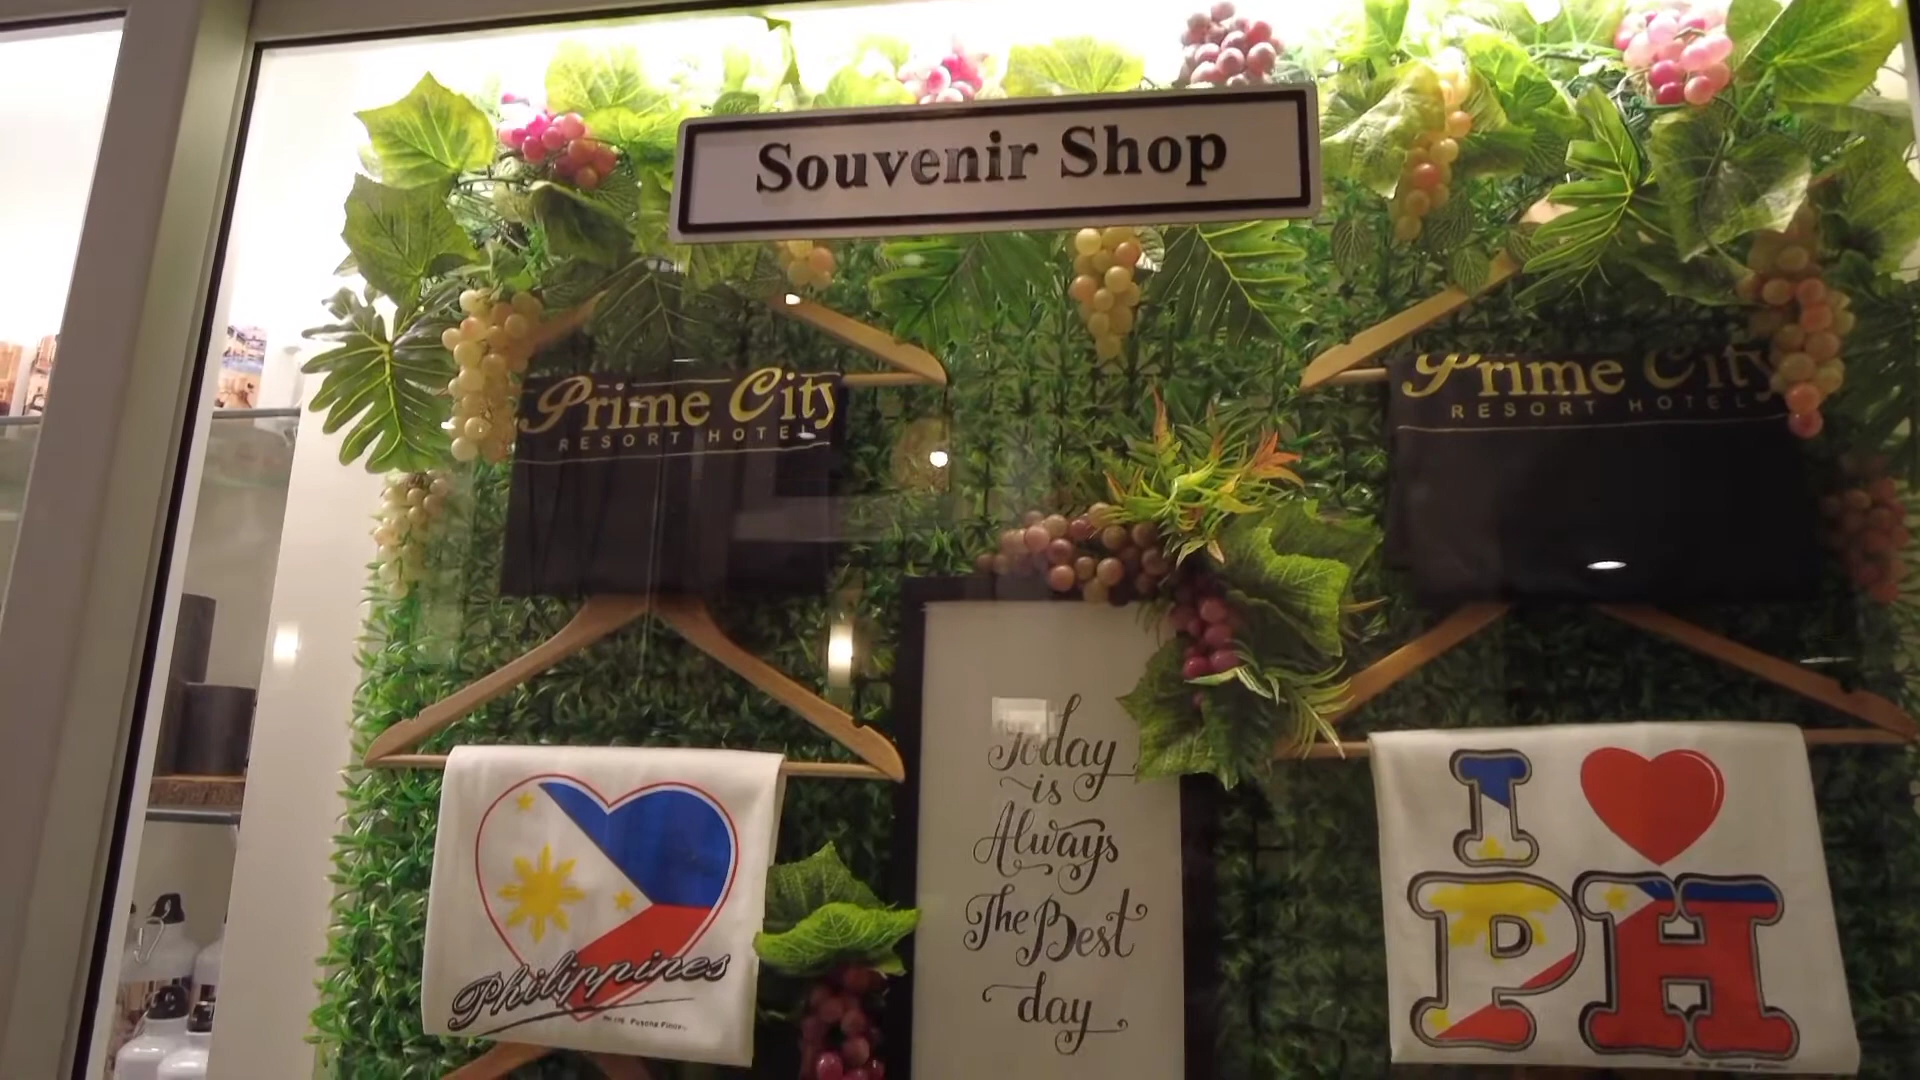 Souvenir Shop
Prime City
RESORT HOTEL
Prime City
RESORT HOTEL
Today
is
Always
The Best
day
Philippines
I
PH